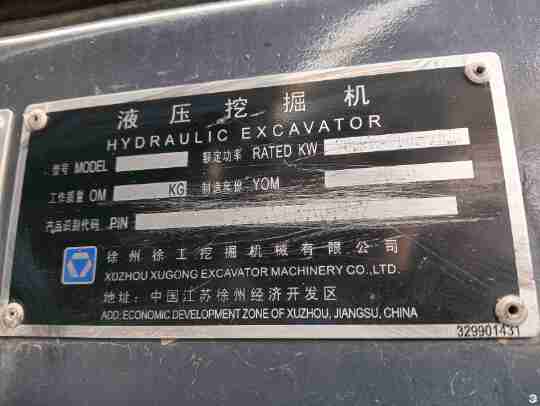 液压挖掘机
HYDRAULIC EXCAVATOR
型号 MODEL 额定功率 RATED KW
工作质量 OM KG 制造年份 YOM
产品识别代码 PIN
徐州徐工挖掘机械有限公司
XUZHOU XUGONG EXCAVATOR MACHINERY CO.,LTD.
地址: 中国江苏徐州经济开发区
ADD: ECONOMIC DEVELOPMENT ZONE OF XUZHOU, JIANGSU, CHINA
329901431